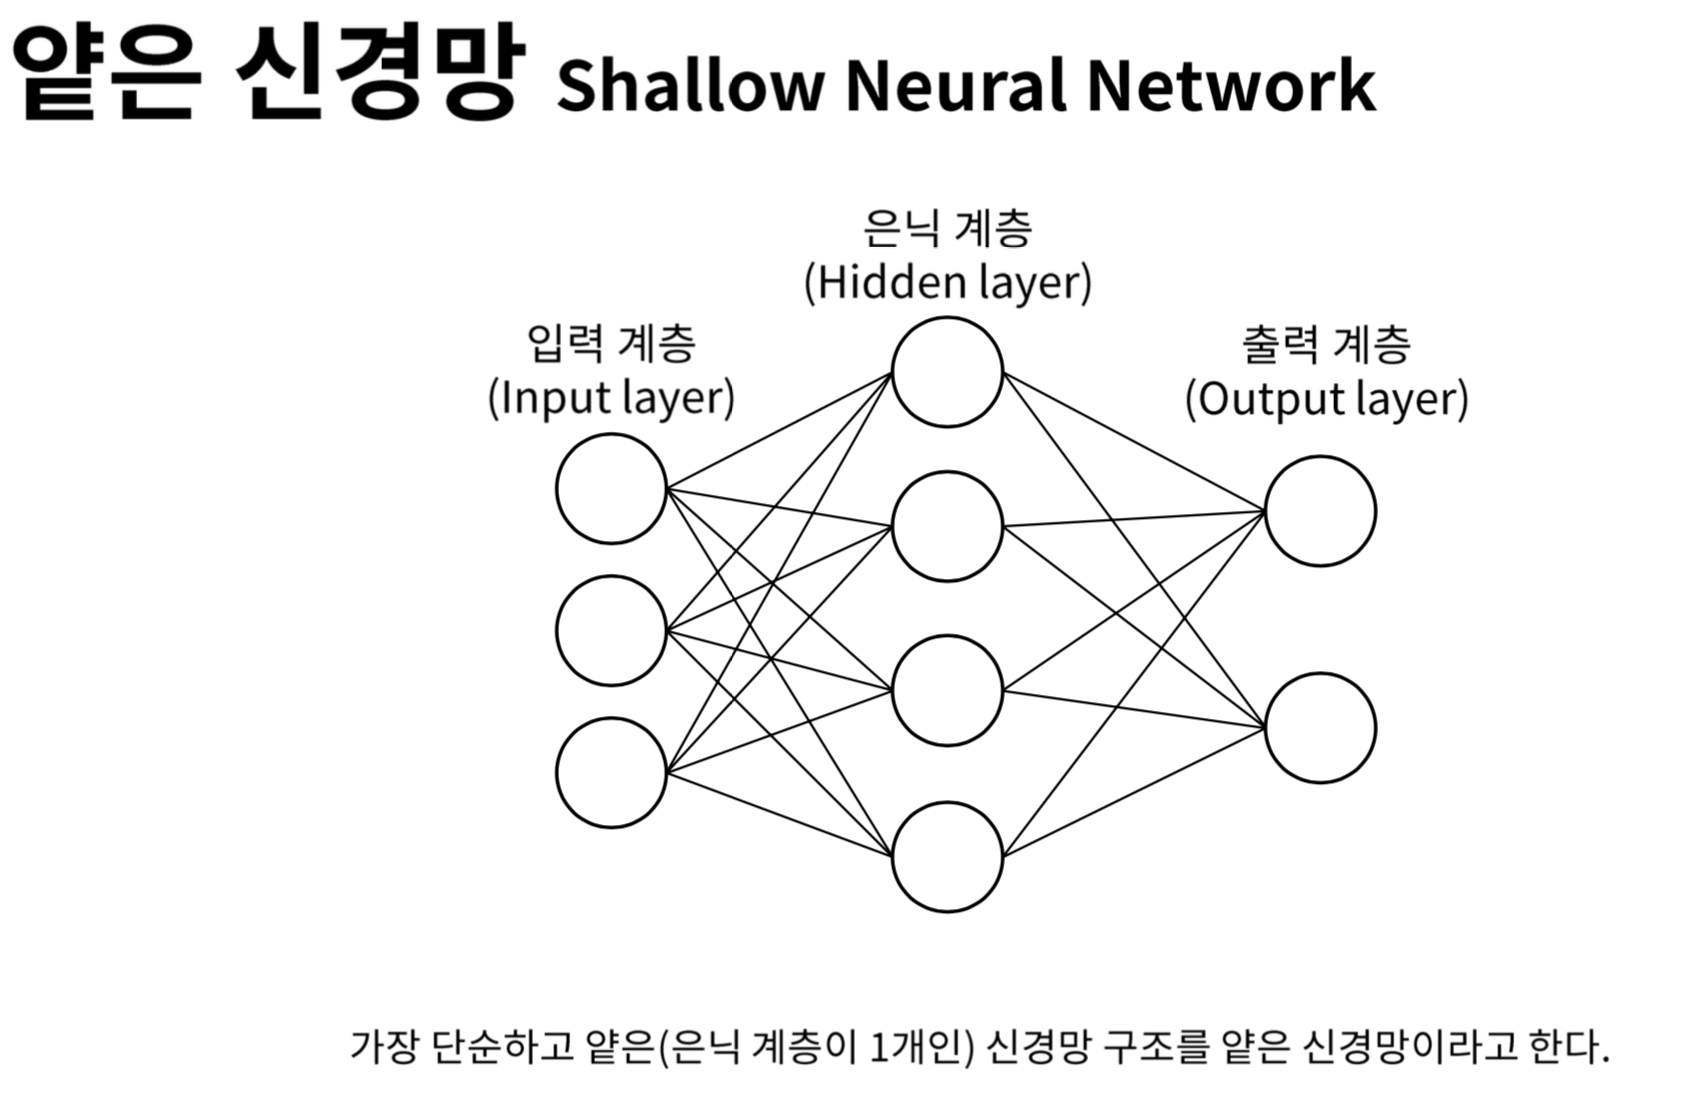 얕은 신경망 Shallow Neural Network
은닉 계층
(Hidden layer)
입력 계층
(Input layer)
출력 계층
(Output layer)
가장 단순하고 얕은(은닉 계층이 1개인) 신경망 구조를 얕은 신경망이라고 한다.